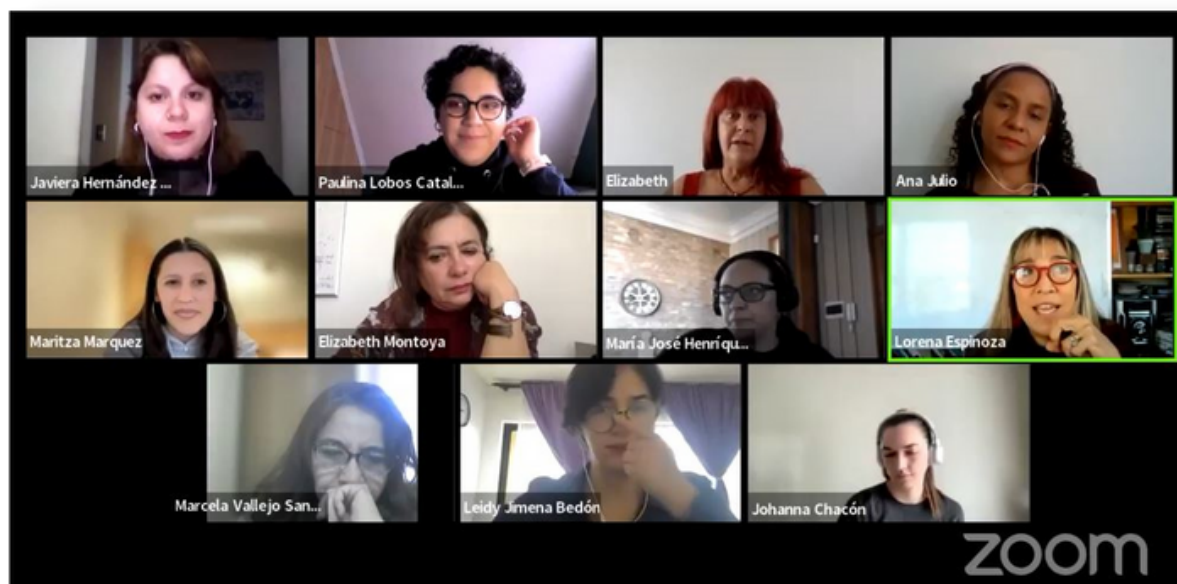 Javiera Hernández ...
Paulina Lobos Catal...
Elizabeth
Ana Julio
Maritza Marquez
Elizabeth Montoya
María José Henríqu...
Lorena Espinoza
Marcela Vallejo San...
Leidy Jimena Bedón
Johanna Chacón
zoom